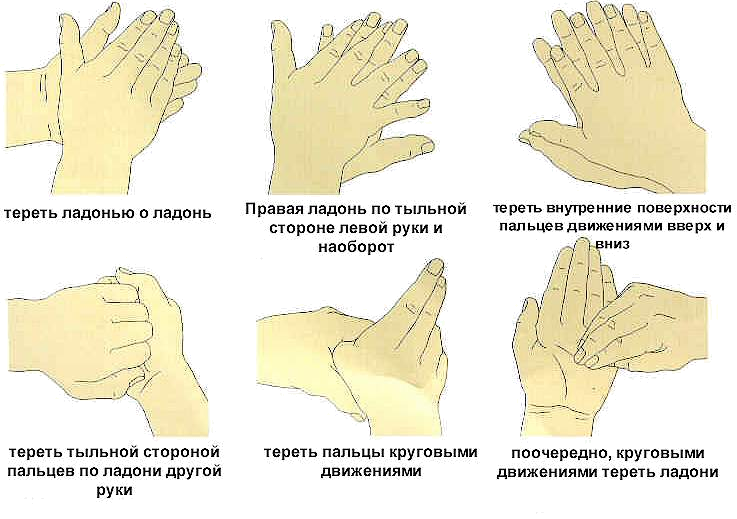 тереть ладонью о ладонь
Правая ладонь по тыльной
стороне левой руки и
наоборот
тереть внутренние поверхности
пальцев движениями вверх и
вниз
тереть тыльной стороной
пальцев по ладони другой
руки
тереть пальцы круговыми
движениями
поочередно, круговыми
движениями тереть ладони